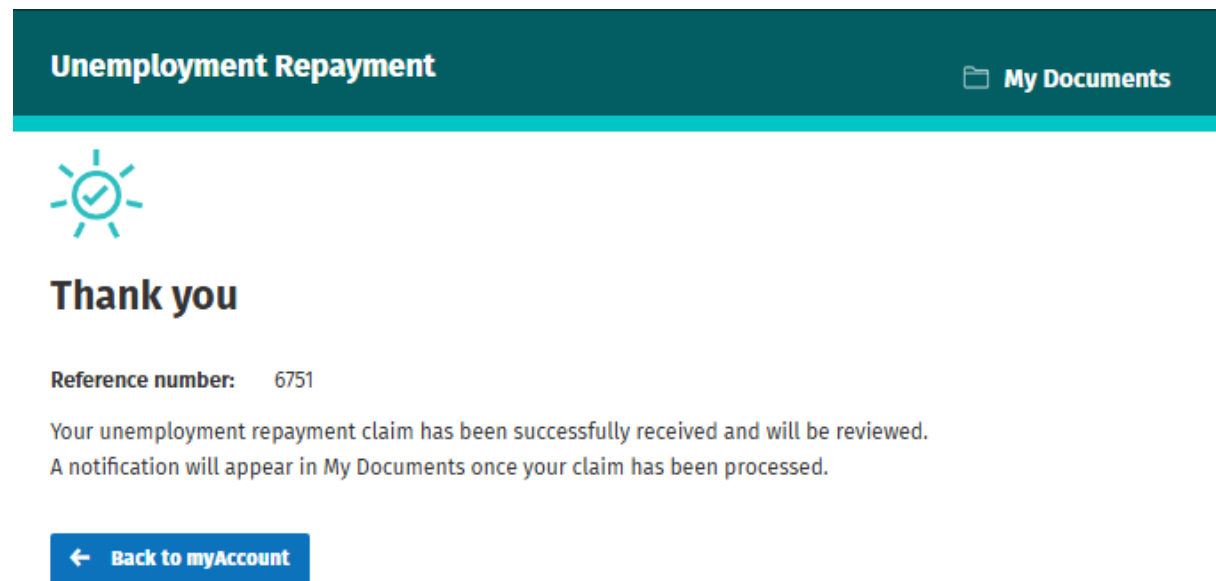 Unemployment Repayment
My Documents
Thank you
Reference number: 6751
Your unemployment repayment claim has been successfully received and will be reviewed.
A notification will appear in My Documents once your claim has been processed.
Back to myAccount